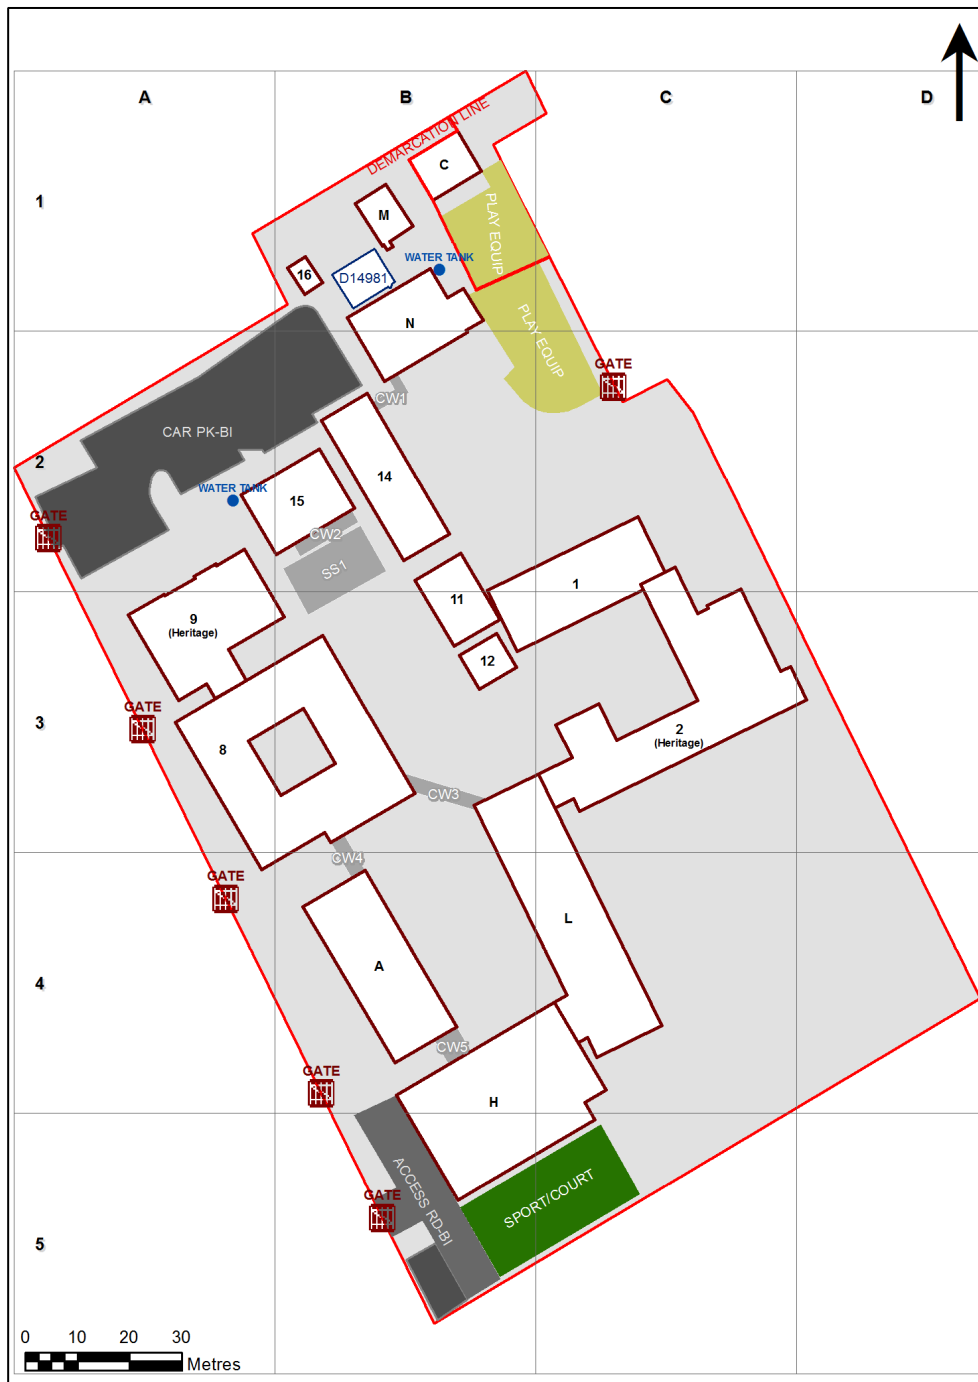 A
B
C
D
DEMARCATION LINE
1
C
M
PLAY EQUIP
WATER TANK
16
D14981
N
PLAY EQUIP
GATE
CW1
CAR PK-BI
2
14
WATER TANK
15
GATE
CW2
SS1
1
11
9
(Heritage)
12
GATE
3
2
(Heritage)
8
CW3
CW4
GATE
L
A
4
CW5
GATE
H
ACCESS RD-BI
GATE
SPORT/COURT
5
0 10 20 30
Metres